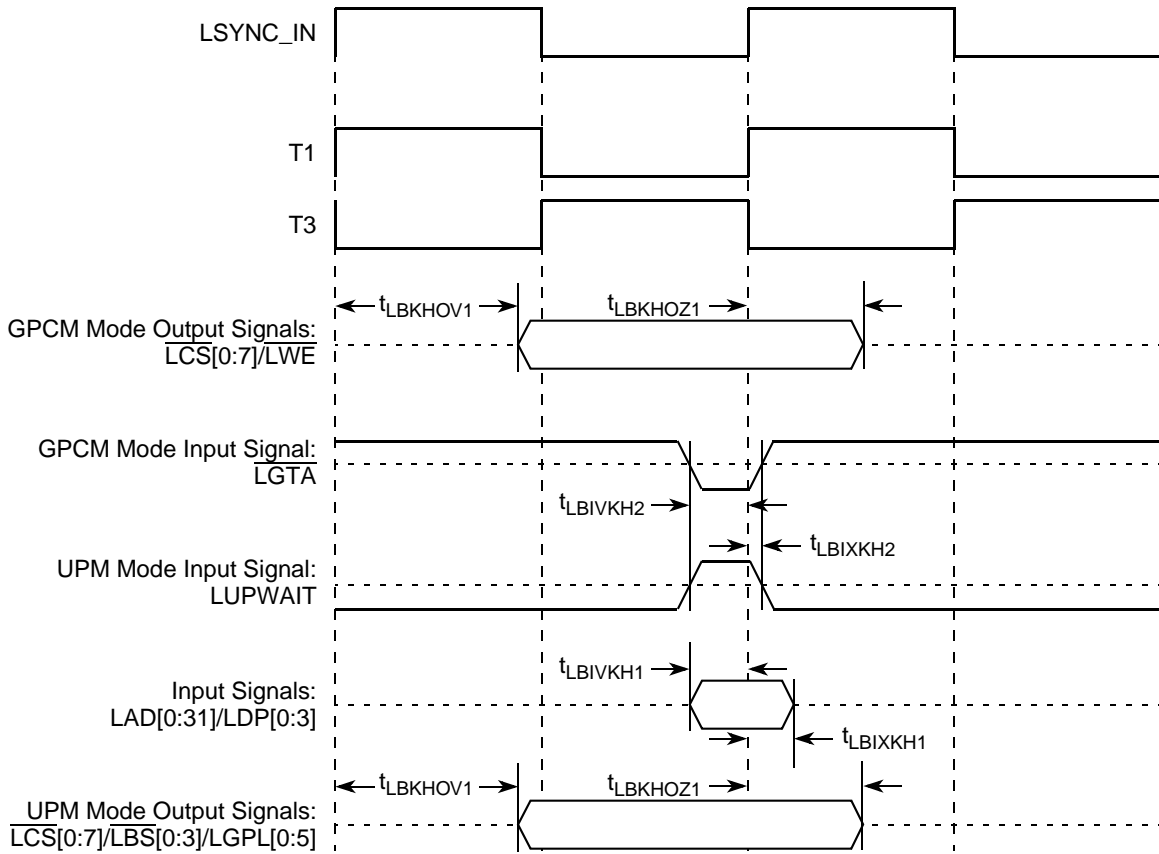 LSYNC_IN
T1
T3
tLBKHOV1
tLBKHOZ1
GPCM Mode Output Signals:
LCS[0:7]/LWE
GPCM Mode Input Signal:
LGTA
tLBIVKH2
tLBIXKH2
UPM Mode Input Signal:
LUPWAIT
tLBIVKH1
Input Signals:
LAD[0:31]/LDP[0:3]
tLBIXKH1
tLBKHOV1
tLBKHOZ1
UPM Mode Output Signals:
LCS[0:7]/LBS[0:3]/LGPL[0:5]